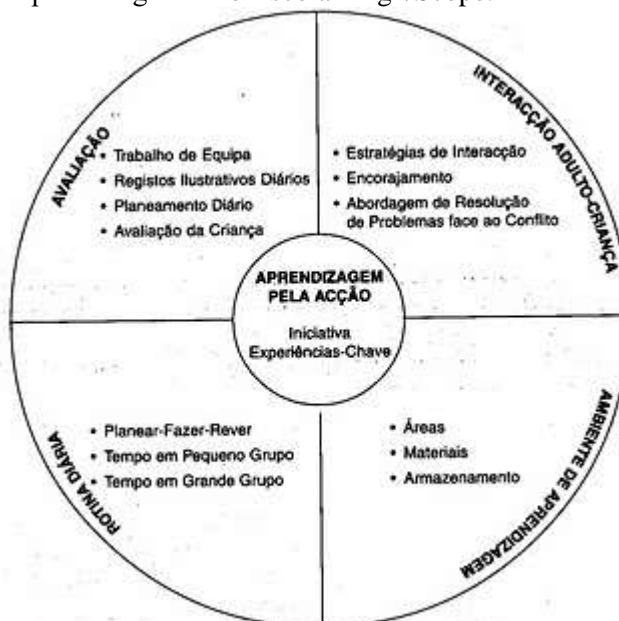 AVALIAÇÃO
• Trabalho de Equipa
• Registos Ilustrativos Diários
• Planeamento Diário
• Avaliação da Criança
INTERACÇÃO ADULTO-CRIANÇA
• Estratégias de Interacção
• Encorajamento
• Abordagem de Resolução
de Problemas face ao Conflito
APRENDIZAGEM
PELA ACÇÃO
Iniciativa
Experiências-Chave
ROTINA DIÁRIA
• Planear-Fazer-Rever
• Tempo em Pequeno Grupo
• Tempo em Grande Grupo
AMBIENTE DE APRENDIZAGEM
• Áreas
• Materiais
• Armazenamento